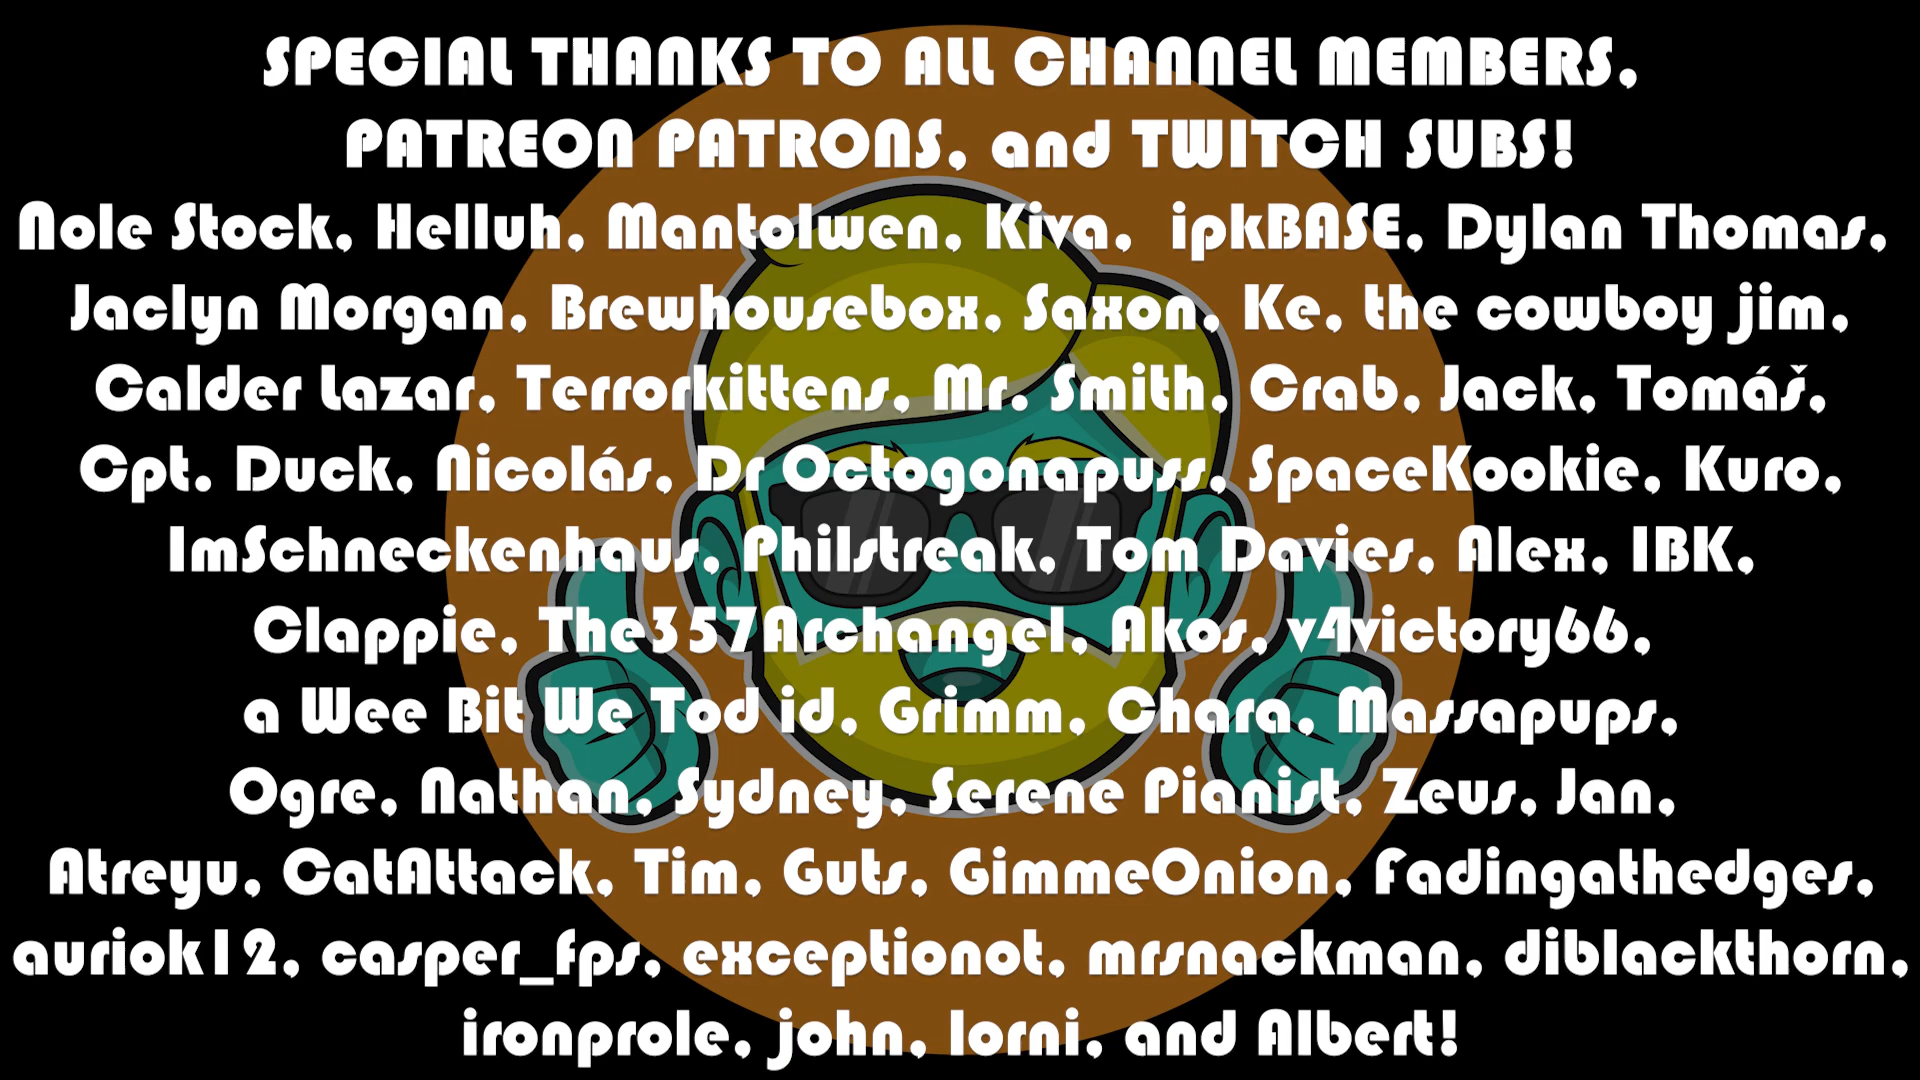 SPECIAL THANKS TO ALL CHANNEL MEMBERS,
PATREON PATRONS, and TWITCH SUBS!
Nole Stock, Helluh, Mantolwen, Kiva, ipkBASE, Dylan Thomas,
Jaclyn Morgan, Brewhousebox, Saxon, Ke, the cowboy jim,
Calder Lazar, Terrorkittens, Mr. Smith, Crab, Jack, Tomáš,
Cpt. Duck, Nicolás, Dr Octogonapuss, SpaceKookie, Kuro,
ImSchneckenhaus, Philstreak, Tom Davies, Alex, IBK,
Clappie, The357Archangel, Akos, v4victory66,
a Wee Bit We Tod id, Grimm, Chara, Massapups,
Ogre, Nathan, Sydney, Serene Pianist, Zeus, Jan,
Atreyu, CatAttack, Tim, Guts, GimmeOnion, Fadingathedges,
auriok12, casper_fps, exceptionot, mrsnackman, diblackthorn,
ironprole, john, lorni, and Albert!